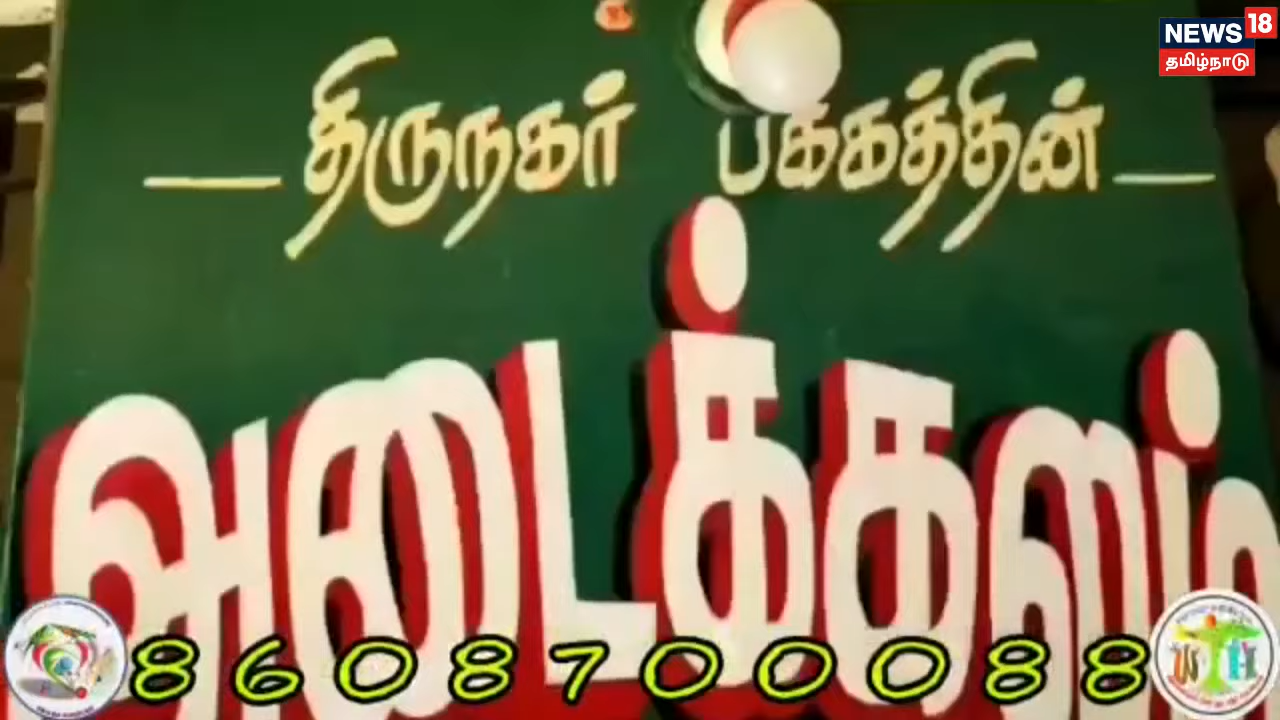 NEWS 18
தமிழ்நாடு
திருநகர் பக்கத்தின்
அடைக்கலம்
8608700088